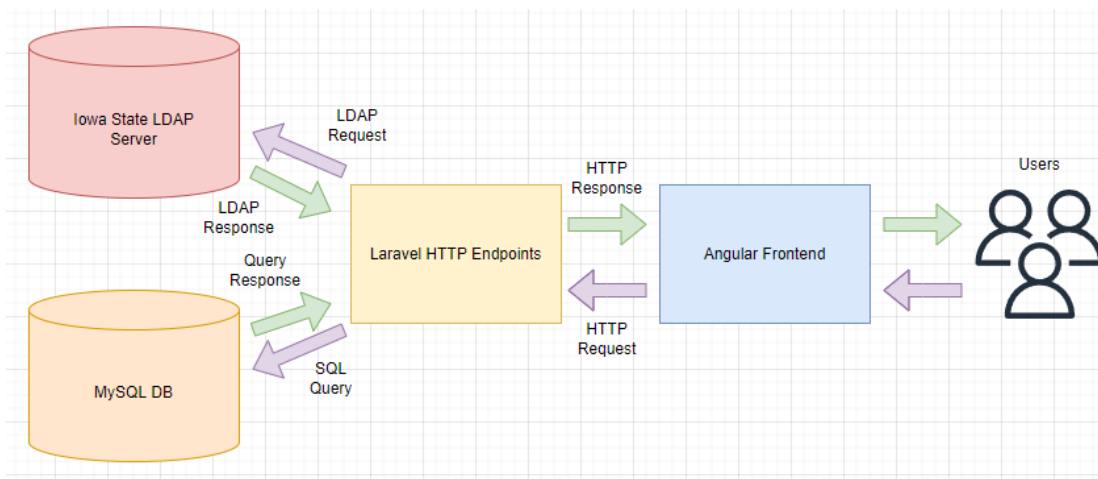 Iowa State LDAP
Server
LDAP
Request
LDAP
Response
Query
Response
SQL
Query
MySQL DB
Laravel HTTP Endpoints
HTTP
Response
HTTP
Request
Angular Frontend
Users